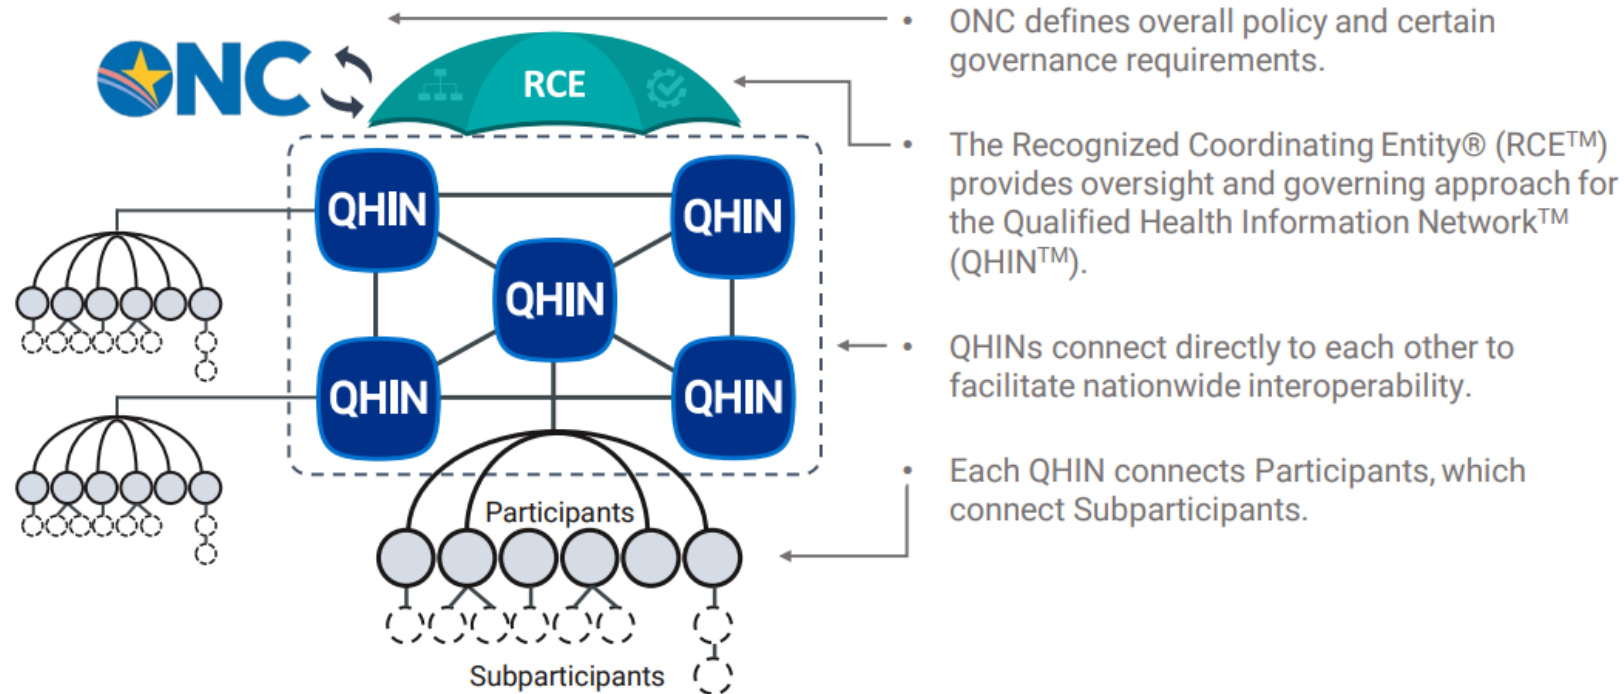 ONC
RCE
QHIN
QHIN
QHIN
QHIN
QHIN
Participants
Subparticipants
• ONC defines overall policy and certain
governance requirements.
• The Recognized Coordinating Entity® (RCE™)
provides oversight and governing approach for
the Qualified Health Information Network™
(QHIN™).
• QHINs connect directly to each other to
facilitate nationwide interoperability.
• Each QHIN connects Participants, which
connect Subparticipants.